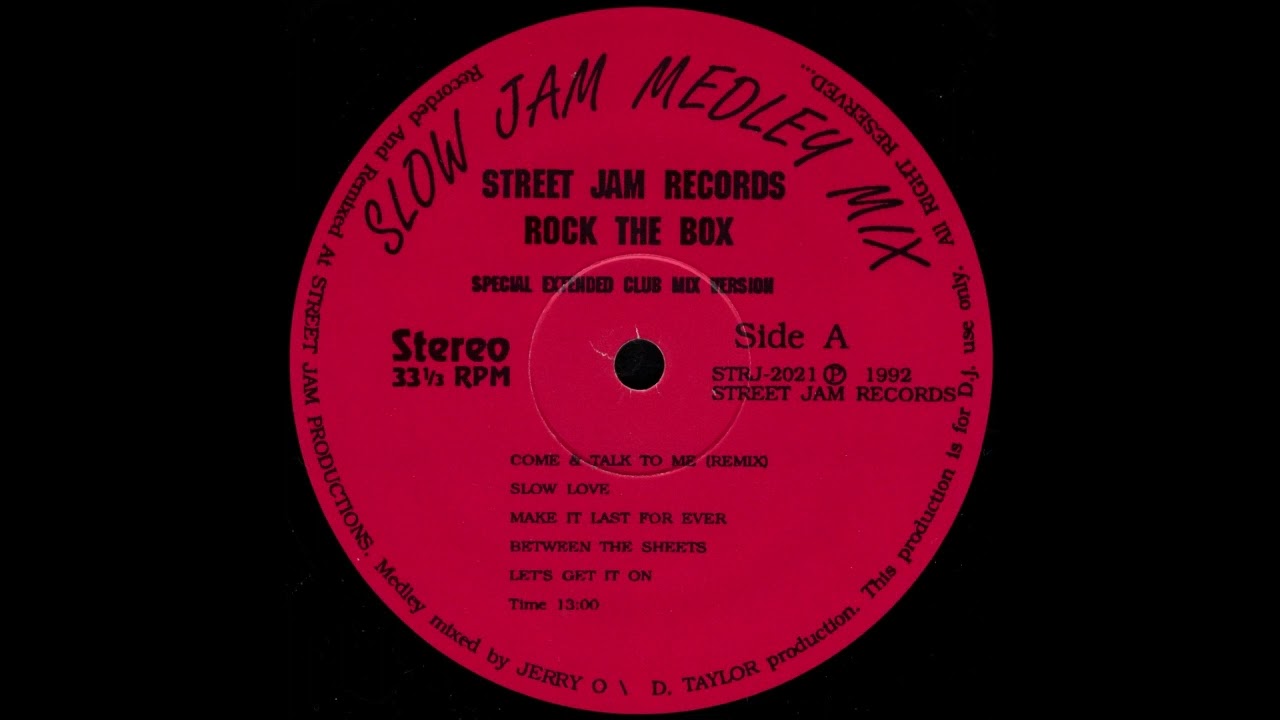 SLOW JAM MEDLEY MIX
STREET JAM RECORDS
ROCK THE BOX
SPECIAL EXTENDED CLUB MIX VERSION
Stereo
33 1/3 RPM
Side A
STRJ-2021 Ⓟ 1992
STREET JAM RECORDS
COME & TALK TO ME (REMIX)
SLOW LOVE
MAKE IT LAST FOR EVER
BETWEEN THE SHEETS
LET'S GET IT ON
Time 13:00
Recorded And Remixed At STREET JAM PRODUCTIONS. Medley mixed by JERRY O \ D. TAYLOR production. This production is for D.J. use only. All RIGHT RESERVED...